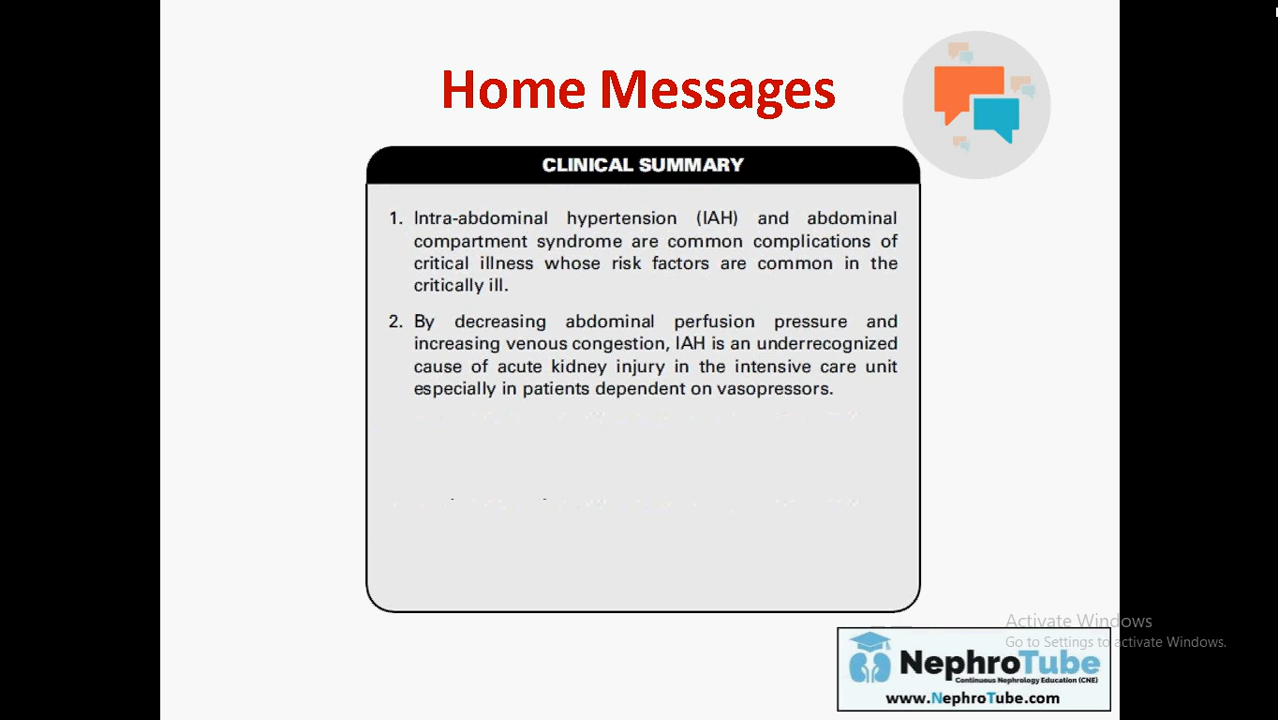 Home Messages
CLINICAL SUMMARY
1. Intra-abdominal hypertension (IAH) and abdominal
compartment syndrome are common complications of
critical illness whose risk factors are common in the
critically ill.
2. By decreasing abdominal perfusion pressure and
increasing venous congestion, IAH is an underrecognized
cause of acute kidney injury in the intensive care unit
especially in patients dependent on vasopressors.
Activate Windows
Go to Settings to activate Windows.
NephroTube
Continuous Nephrology Education (CNE)
www.NephroTube.com